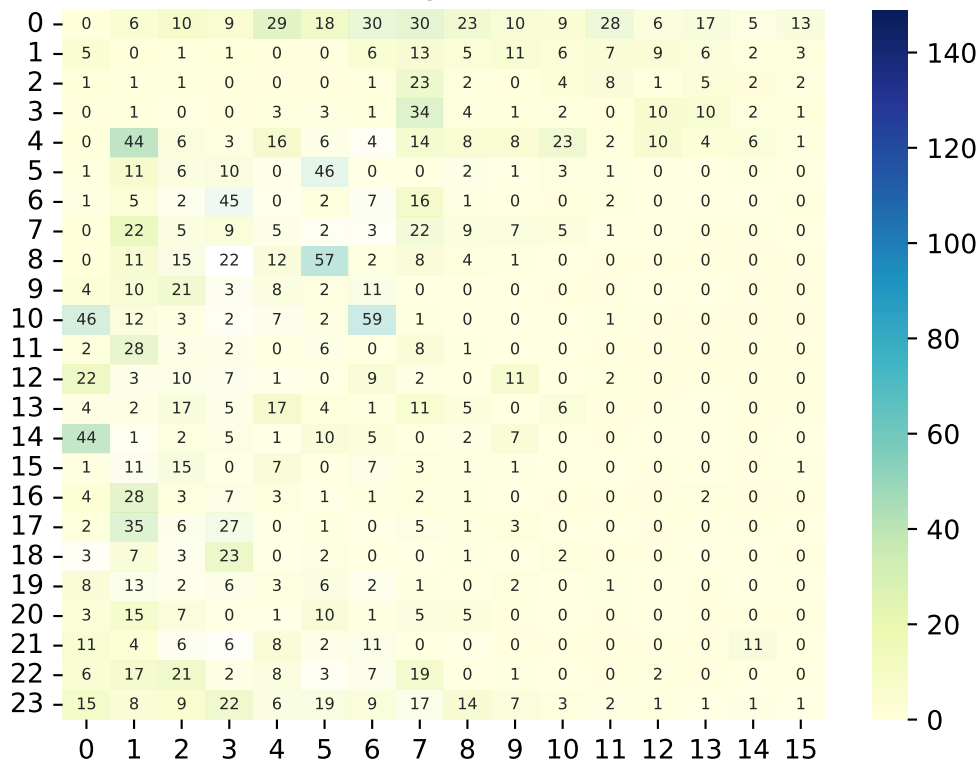 0 0 6 10 9 29 18 30 30 23 10 9 28 6 17 5 13
1 5 0 1 1 0 0 6 13 5 11 6 7 9 6 2 3
2 1 1 1 0 0 0 1 23 2 0 4 8 1 5 2 2
3 0 1 0 0 3 3 1 34 4 1 2 0 10 10 2 1
4 0 44 6 3 16 6 4 14 8 8 23 2 10 4 6 1
5 1 11 6 10 0 46 0 0 2 1 3 1 0 0 0 0
6 1 5 2 45 0 2 7 16 1 0 0 2 0 0 0 0
7 0 22 5 9 5 2 3 22 9 7 5 1 0 0 0 0
8 0 11 15 22 12 57 2 8 4 1 0 0 0 0 0 0
9 4 10 21 3 8 2 11 0 0 0 0 0 0 0 0 0
10 46 12 3 2 7 2 59 1 0 0 0 1 0 0 0 0
11 2 28 3 2 0 6 0 8 1 0 0 0 0 0 0 0
12 22 3 10 7 1 0 9 2 0 11 0 2 0 0 0 0
13 4 2 17 5 17 4 1 11 5 0 6 0 0 0 0 0
14 44 1 2 5 1 10 5 0 2 7 0 0 0 0 0 0
15 1 11 15 0 7 0 7 3 1 1 0 0 0 0 0 1
16 4 28 3 7 3 1 1 2 1 0 0 0 0 2 0 0
17 2 35 6 27 0 1 0 5 1 3 0 0 0 0 0 0
18 3 7 3 23 0 2 0 0 1 0 2 0 0 0 0 0
19 8 13 2 6 3 6 2 1 0 2 0 1 0 0 0 0
20 3 15 7 0 1 10 1 5 5 0 0 0 0 0 0 0
21 11 4 6 6 8 2 11 0 0 0 0 0 0 0 11 0
22 6 17 21 2 8 3 7 19 0 1 0 0 2 0 0 0
23 15 8 9 22 6 19 9 17 14 7 3 2 1 1 1 1
0 1 2 3 4 5 6 7 8 9 10 11 12 13 14 15
140
120
100
80
60
40
20
0